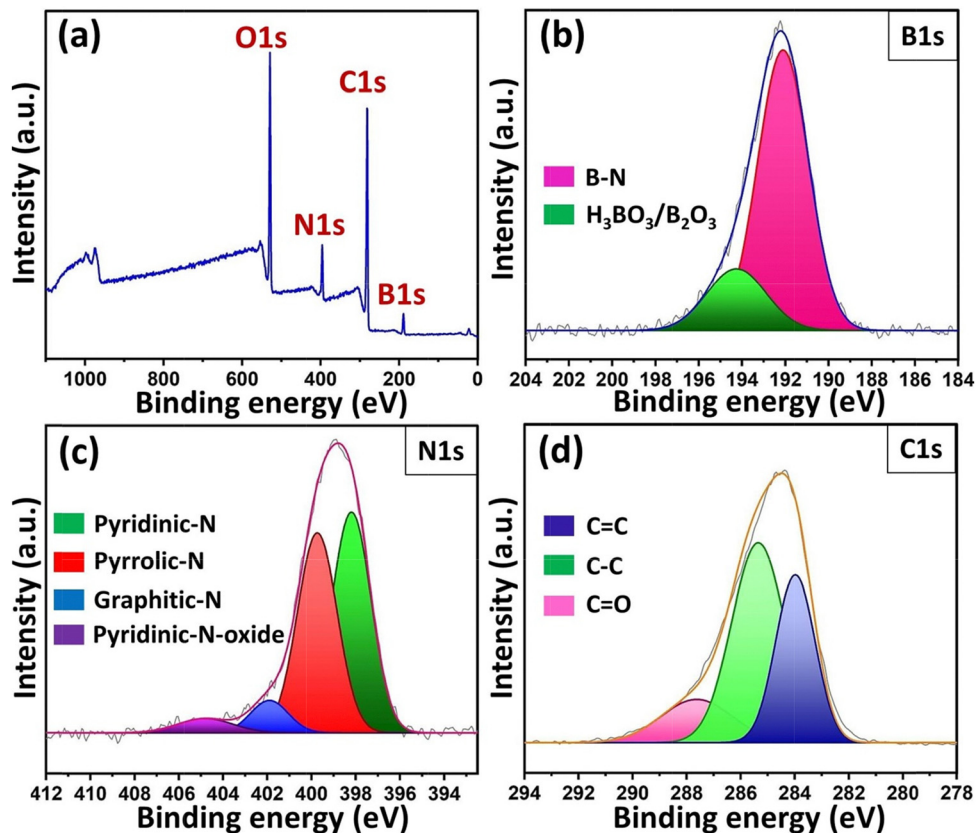 (a)
O1s
C1s
N1s
B1s
Intensity (a.u.)
1000 800 600 400 200 0
Binding energy (eV)
(b)
B1s
B-N
H₃BO₃/B₂O₃
Intensity (a.u.)
204 202 200 198 196 194 192 190 188 186 184
Binding energy (eV)
(c)
N1s
Pyridinic-N
Pyrrolic-N
Graphitic-N
Pyridinic-N-oxide
Intensity (a.u.)
412 410 408 406 404 402 400 398 396 394
Binding energy (eV)
(d)
C1s
C=C
C-C
C=O
Intensity (a.u.)
294 292 290 288 286 284 282 280 278
Binding energy (eV)